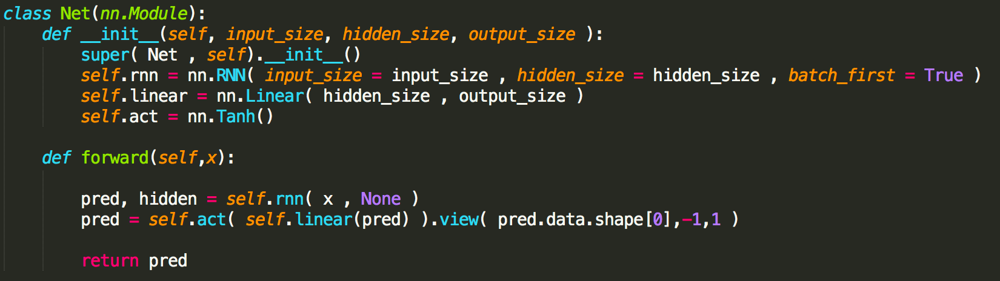 class Net(nn.Module):
    def __init__(self, input_size, hidden_size, output_size ):
        super( Net , self).__init__()
        self.rnn = nn.RNN( input_size = input_size , hidden_size = hidden_size , batch_first = True )
        self.linear = nn.Linear( hidden_size , output_size )
        self.act = nn.Tanh()
    def forward(self,x):
        pred, hidden = self.rnn( x , None )
        pred = self.act( self.linear(pred) ).view( pred.data.shape[0],-1,1 )
        return pred